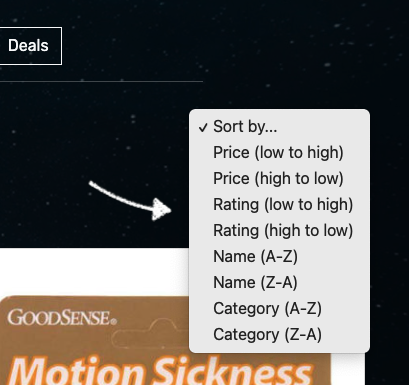 Deals
✓ Sort by...
Price (low to high)
Price (high to low)
Rating (low to high)
Rating (high to low)
Name (A-Z)
Name (Z-A)
Category (A-Z)
Category (Z-A)
GOODSENSE®
Motion Sickness